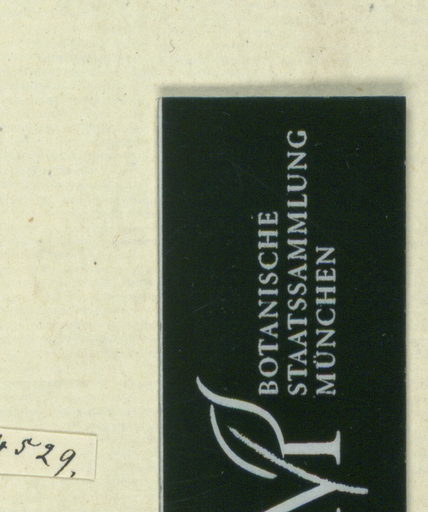 BOTANISCHE
STAATSSAMMLUNG
MÜNCHEN
4529.